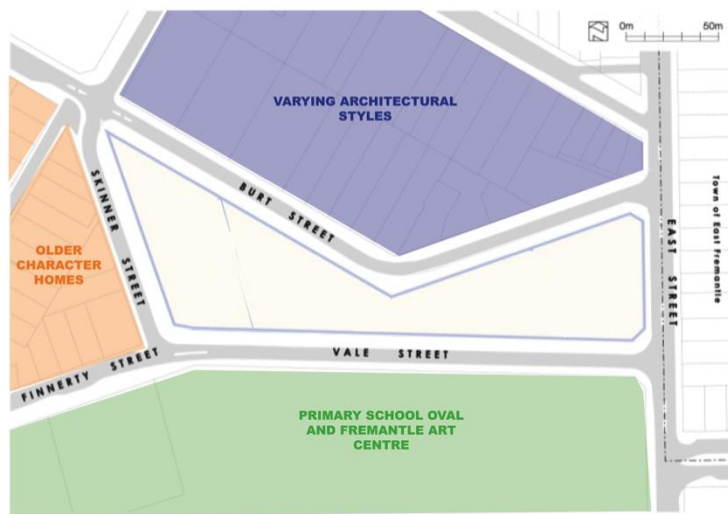 0m 50m
VARYING ARCHITECTURAL
STYLES
SKINNER STREET
BURT STREET
EAST STREET
Town of East Fremantle
OLDER
CHARACTER
HOMES
VALE STREET
FINNERTY STREET
PRIMARY SCHOOL OVAL
AND FREMANTLE ART
CENTRE